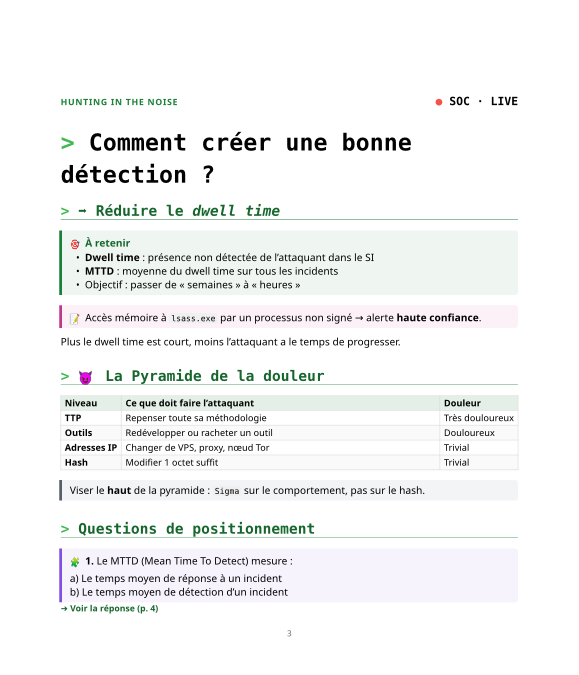 HUNTING IN THE NOISE
● SOC · LIVE
> Comment créer une bonne
détection ?
> ➡ Réduire le dwell time
🎯 À retenir
• Dwell time : présence non détectée de l’attaquant dans le SI
• MTTD : moyenne du dwell time sur tous les incidents
• Objectif : passer de « semaines » à « heures »
📝 Accès mémoire à lsass.exe par un processus non signé → alerte haute confiance.
Plus le dwell time est court, moins l’attaquant a le temps de progresser.
> 😈 La Pyramide de la douleur
Niveau Ce que doit faire l’attaquant Douleur
TTP Repenser toute sa méthodologie Très douloureux
Outils Redévelopper ou racheter un outil Douloureux
Adresses IP Changer de VPS, proxy, nœud Tor Trivial
Hash Modifier 1 octet suffit Trivial
Viser le haut de la pyramide : Sigma sur le comportement, pas sur le hash.
> Questions de positionnement
🧩 1. Le MTTD (Mean Time To Detect) mesure :
a) Le temps moyen de réponse à un incident
b) Le temps moyen de détection d’un incident
➜ Voir la réponse (p. 4)
3